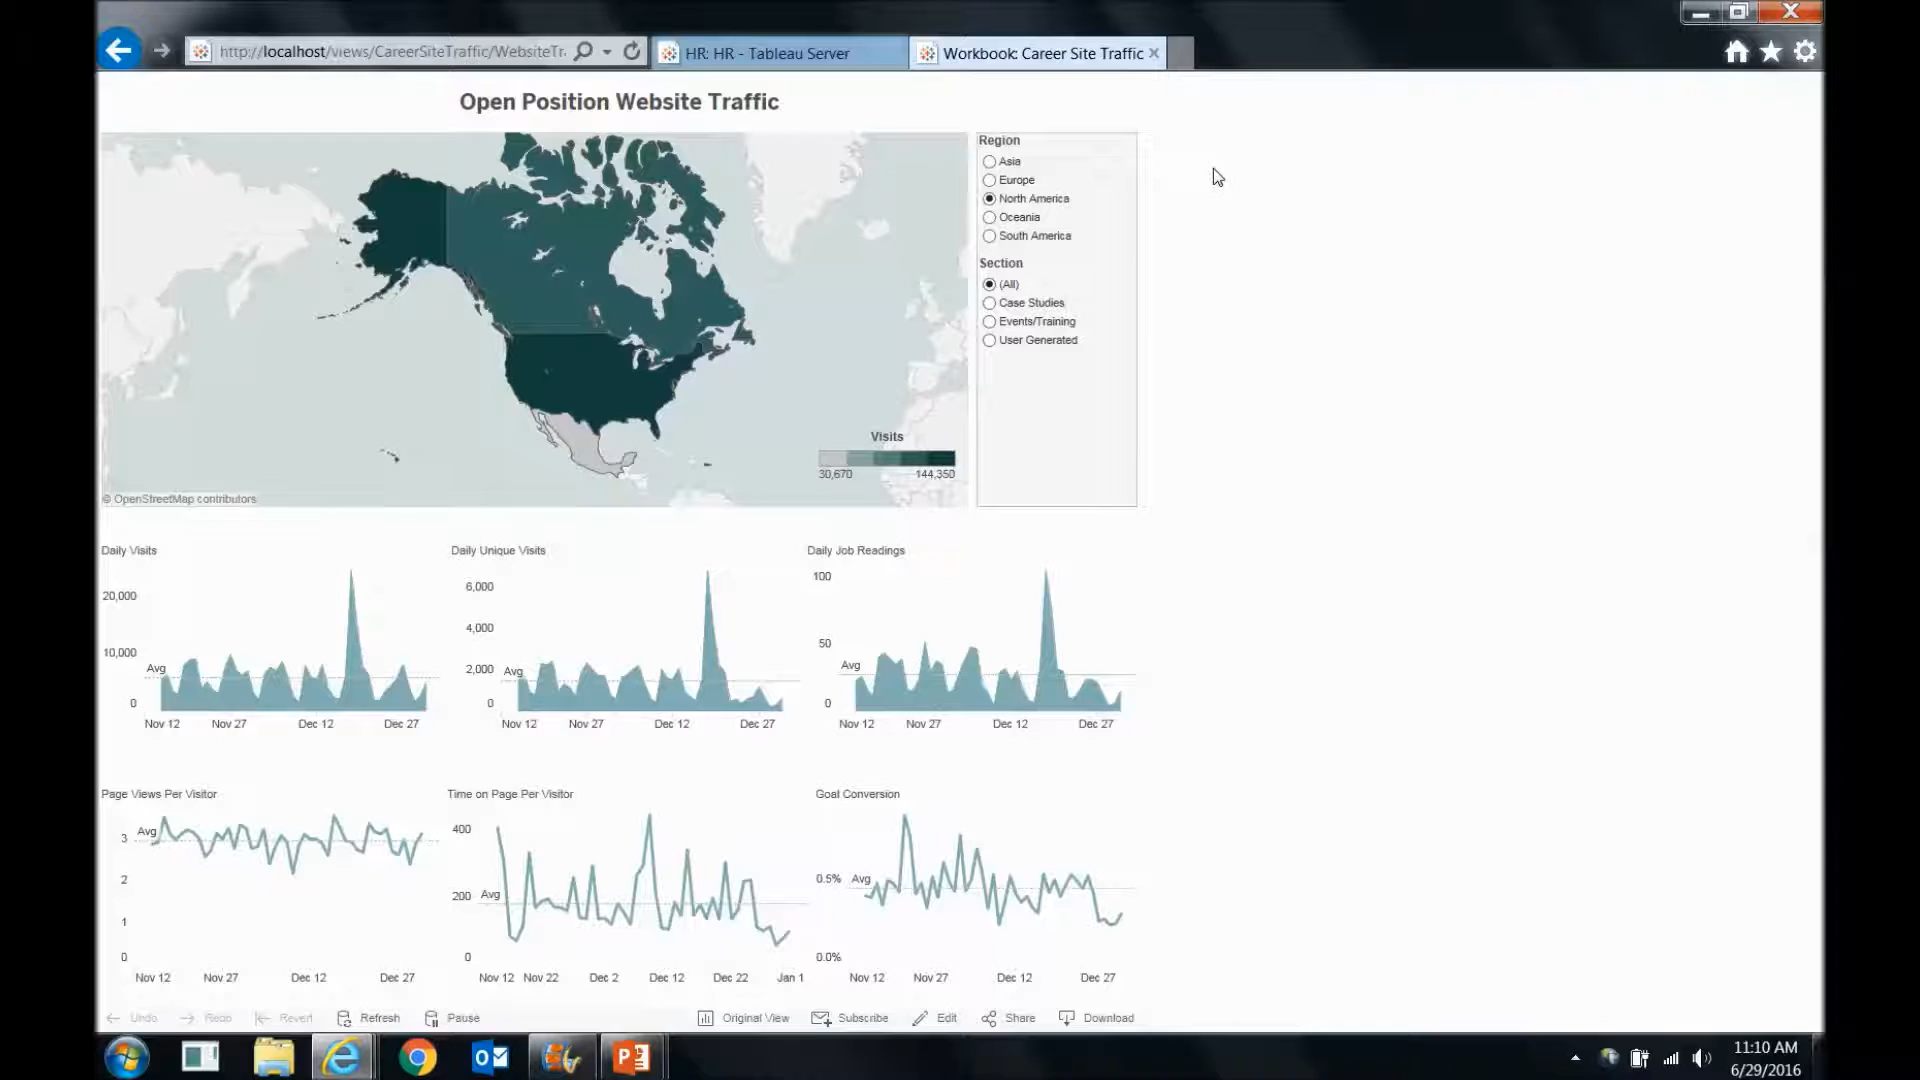 http://localhost/views/CareerSiteTraffic/WebsiteTr.
HR: HR - Tableau Server
Workbook: Career Site Traffic
Open Position Website Traffic
Region
Asia
Europe
North America
Oceania
South America
Section
(All)
Case Studies
Events/Training
User Generated
Visits
30,670 144,350
© OpenStreetMap contributors
Daily Visits
20,000
10,000
Avg
0
Nov 12 Nov 27 Dec 12 Dec 27
Daily Unique Visits
6,000
4,000
2,000
Avg
0
Nov 12 Nov 27 Dec 12 Dec 27
Daily Job Readings
100
50
Avg
0
Nov 12 Nov 27 Dec 12 Dec 27
Page Views Per Visitor
3 Avg
2
1
0
Nov 12 Nov 27 Dec 12 Dec 27
Time on Page Per Visitor
400
200 Avg
0
Nov 12 Nov 22 Dec 2 Dec 12 Dec 22 Jan 1
Goal Conversion
0.5% Avg
0.0%
Nov 12 Nov 27 Dec 12 Dec 27
Undo Redo Revert Refresh Pause Original View Subscribe Edit Share Download
11:10 AM
6/29/2016